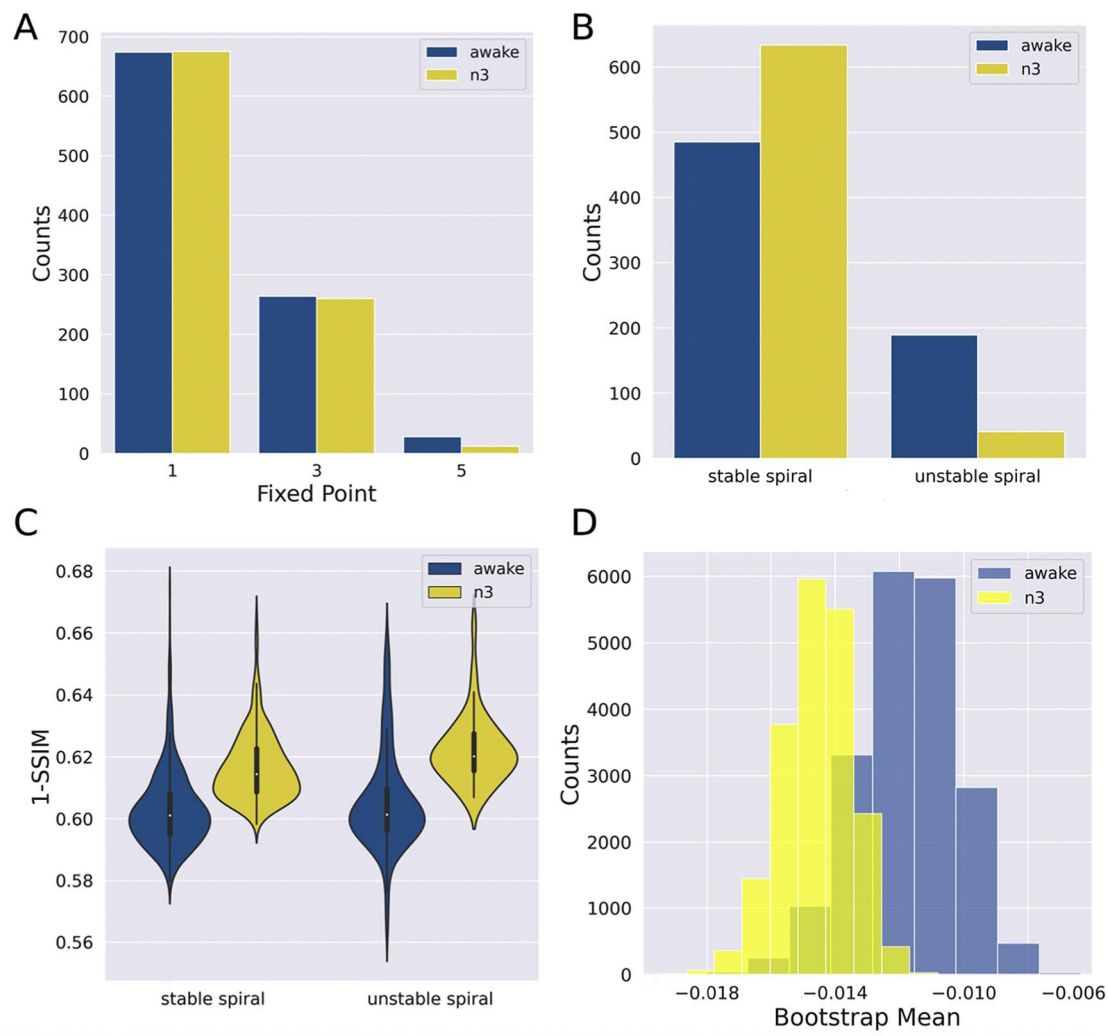 A
700
600
500
400
300
200
100
0
Counts
awake
n3
1 3 5
Fixed Point
B
600
500
400
300
200
100
0
Counts
awake
n3
stable spiral unstable spiral
C
0.68
0.66
0.64
0.62
0.60
0.58
0.56
1-SSIM
awake
n3
stable spiral unstable spiral
D
6000
5000
4000
3000
2000
1000
0
Counts
awake
n3
−0.018 −0.014 −0.010 −0.006
Bootstrap Mean